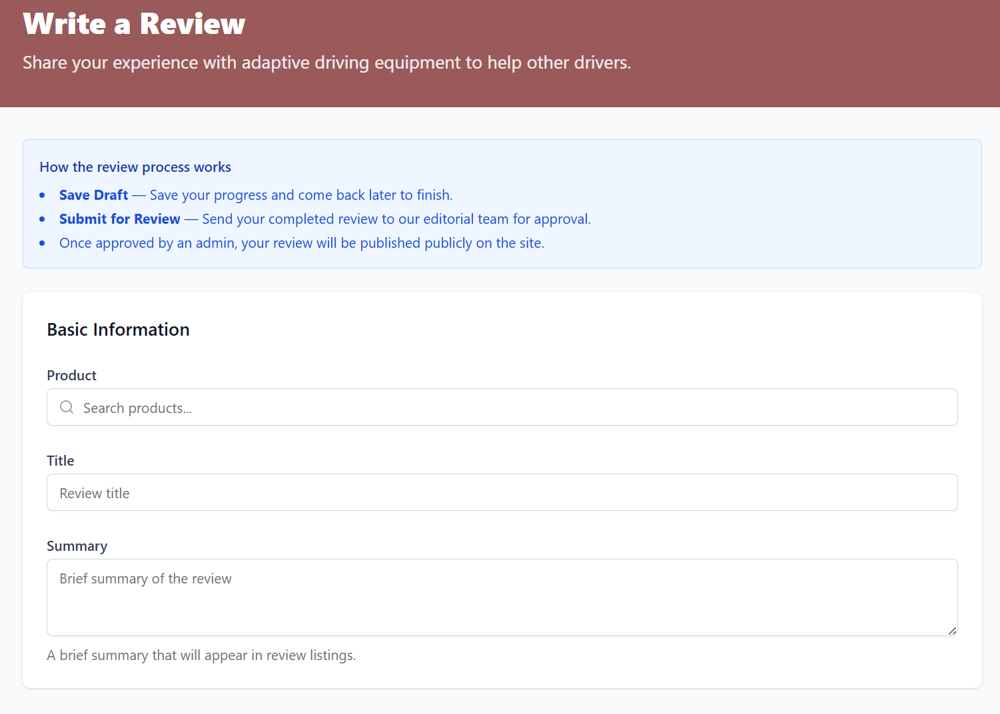 Write a Review
Share your experience with adaptive driving equipment to help other drivers.
How the review process works
• Save Draft — Save your progress and come back later to finish.
• Submit for Review — Send your completed review to our editorial team for approval.
• Once approved by an admin, your review will be published publicly on the site.
Basic Information
Product
Search products...
Title
Review title
Summary
Brief summary of the review
A brief summary that will appear in review listings.